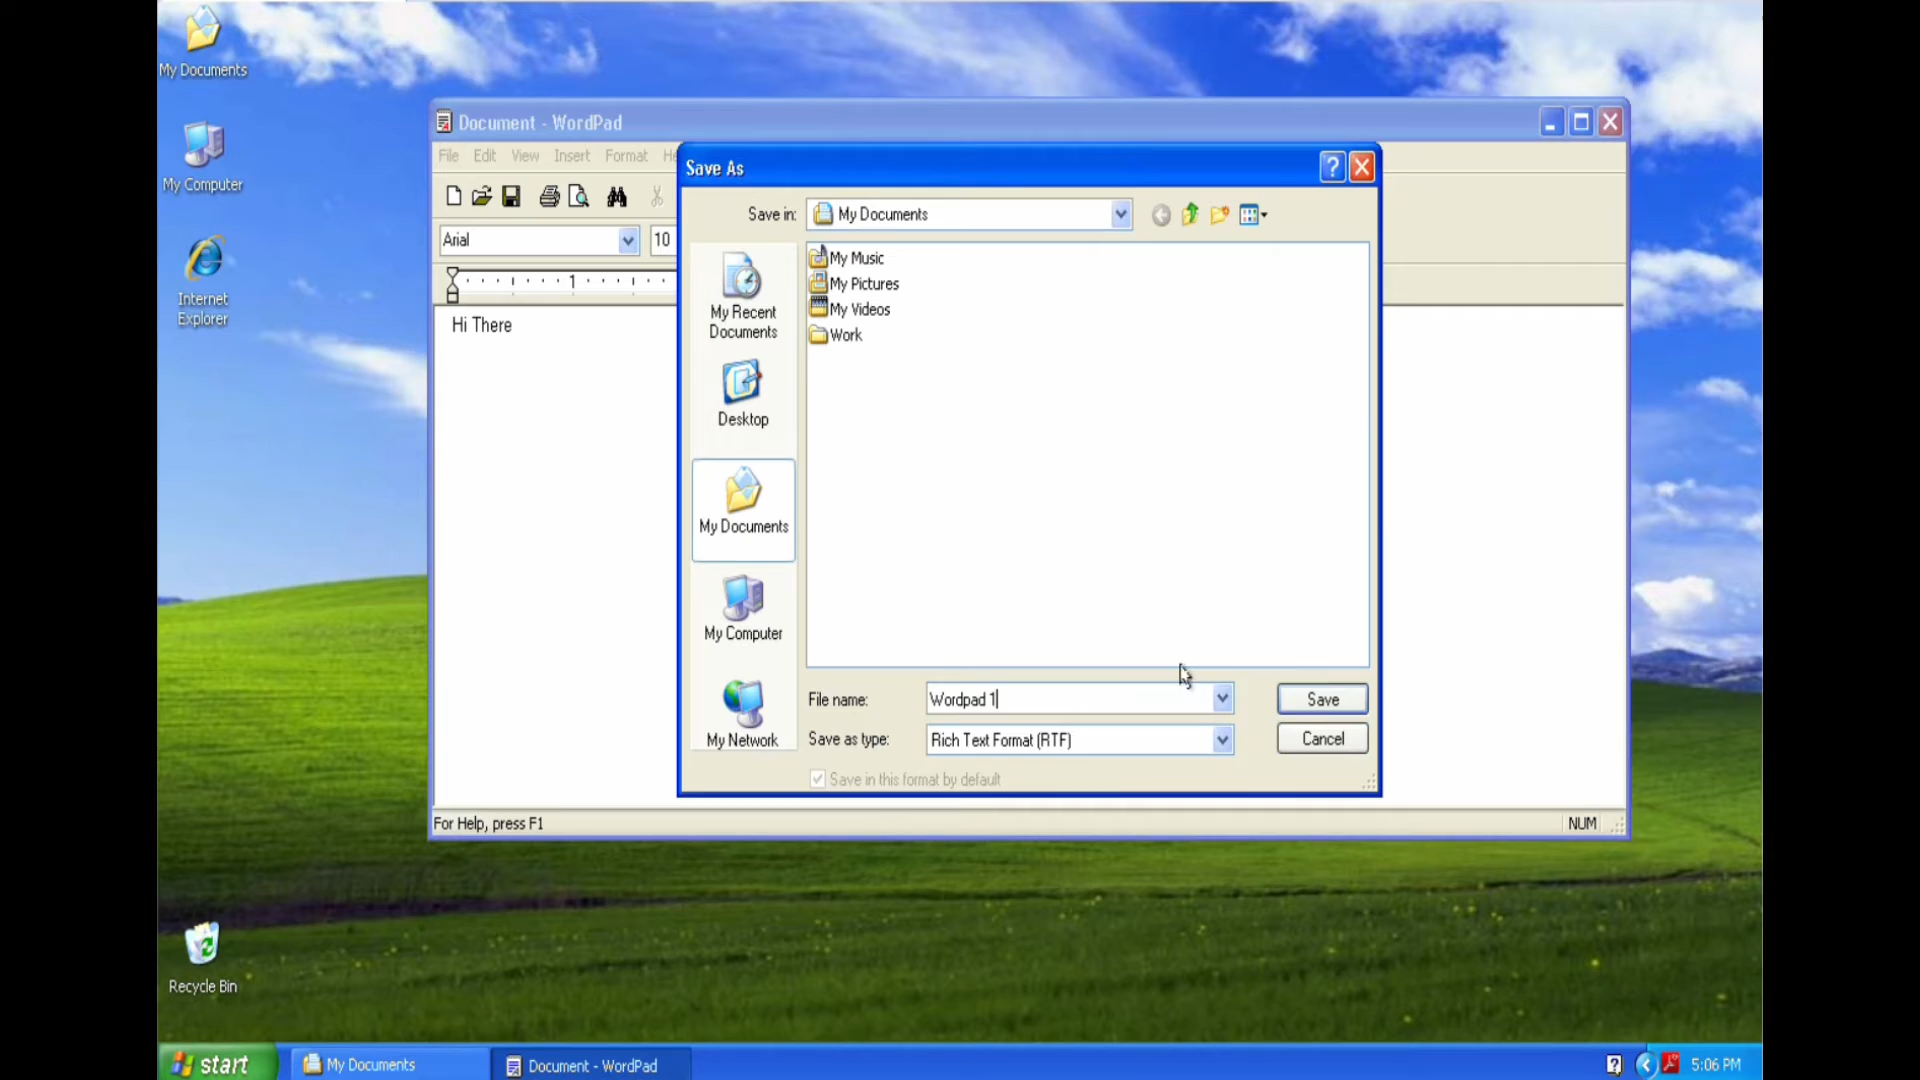 My Documents
My Computer
Internet
Explorer
Recycle Bin
Document - WordPad
File Edit View Insert Format
Arial 10
1
Hi There
For Help, press F1
NUM
Save As
Save in: My Documents
My Recent
Documents
Desktop
My Documents
My Computer
My Network
My Music
My Pictures
My Videos
Work
File name: Wordpad 1 Save
Save as type: Rich Text Format (RTF) Cancel
Save in this format by default
start My Documents Document - WordPad 5:06 PM